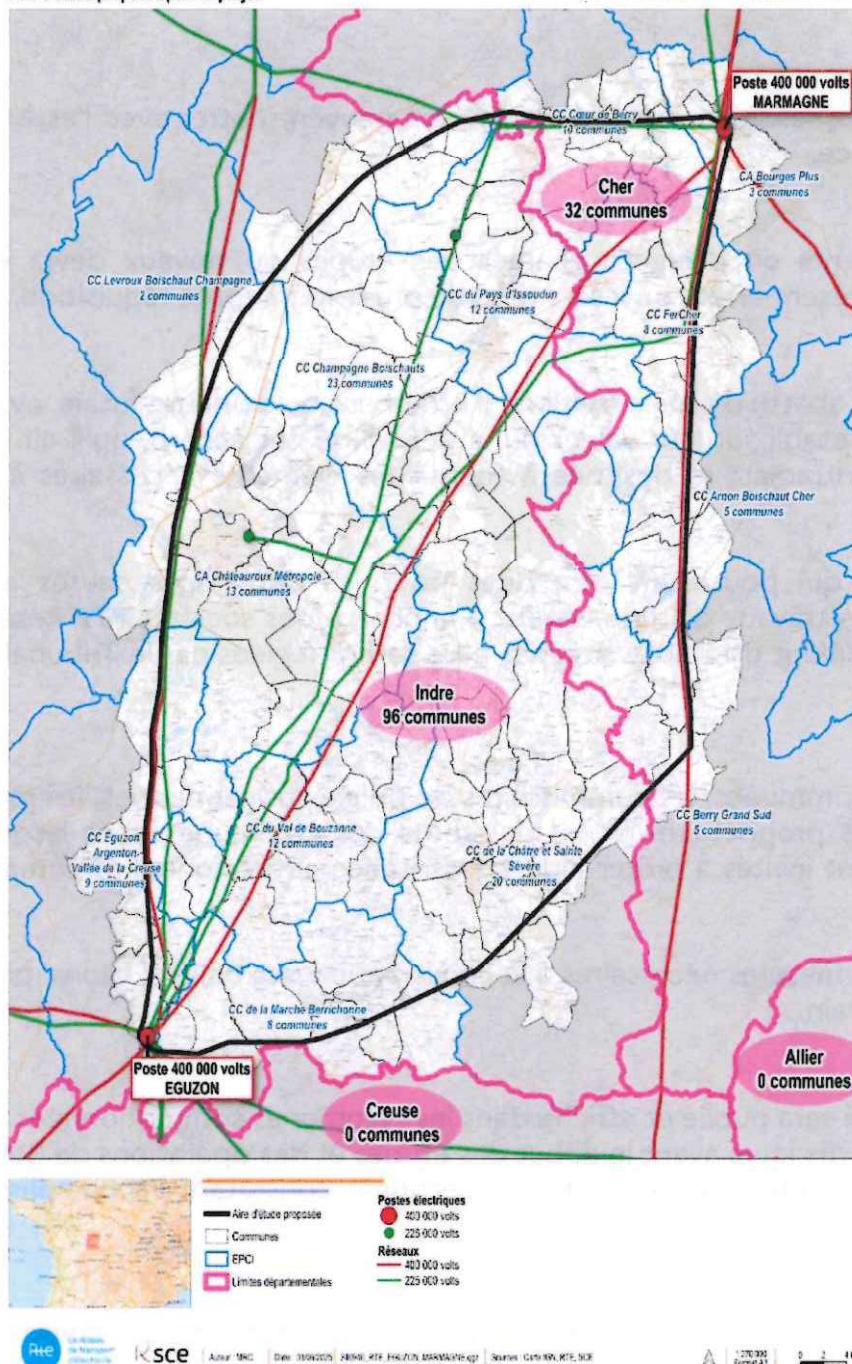 Poste 400 000 volts
MARMAGNE
CC Cœur de Berry
10 communes
Cher
32 communes
CA Bourges Plus
3 communes
CC Levroux Boischaut Champagne
2 communes
CC du Pays d'Issoudun
12 communes
CC FerCher
8 communes
CC Champagne Boischauts
23 communes
CC Arnon Boischaut Cher
5 communes
CA Châteauroux Métropole
13 communes
Indre
96 communes
CC Berry Grand Sud
5 communes
CC du Val de Bouzanne
12 communes
CC Eguzon
Argenton
Vallée de la Creuse
9 communes
CC de la Châtre et Sainte
Sévère
20 communes
CC de la Marche Berrichonne
8 communes
Poste 400 000 volts
EGUZON
Allier
0 communes
Creuse
0 communes
Aire d'étude proposée
Communes
EPCI
Limites départementales
Postes électriques
400 000 volts
225 000 volts
Réseaux
400 000 volts
225 000 volts
Rte
sce